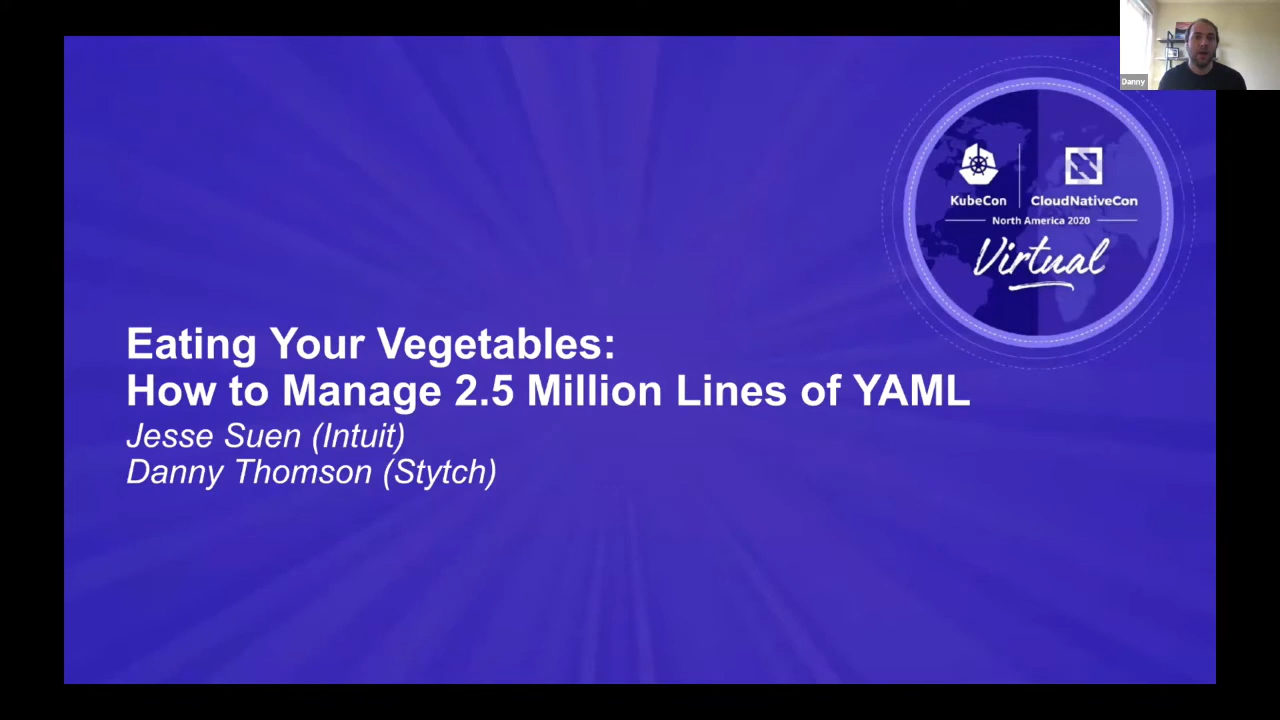 Danny
KubeCon
CloudNativeCon
North America 2020
Virtual
Eating Your Vegetables:
How to Manage 2.5 Million Lines of YAML
Jesse Suen (Intuit)
Danny Thomson (Stytch)